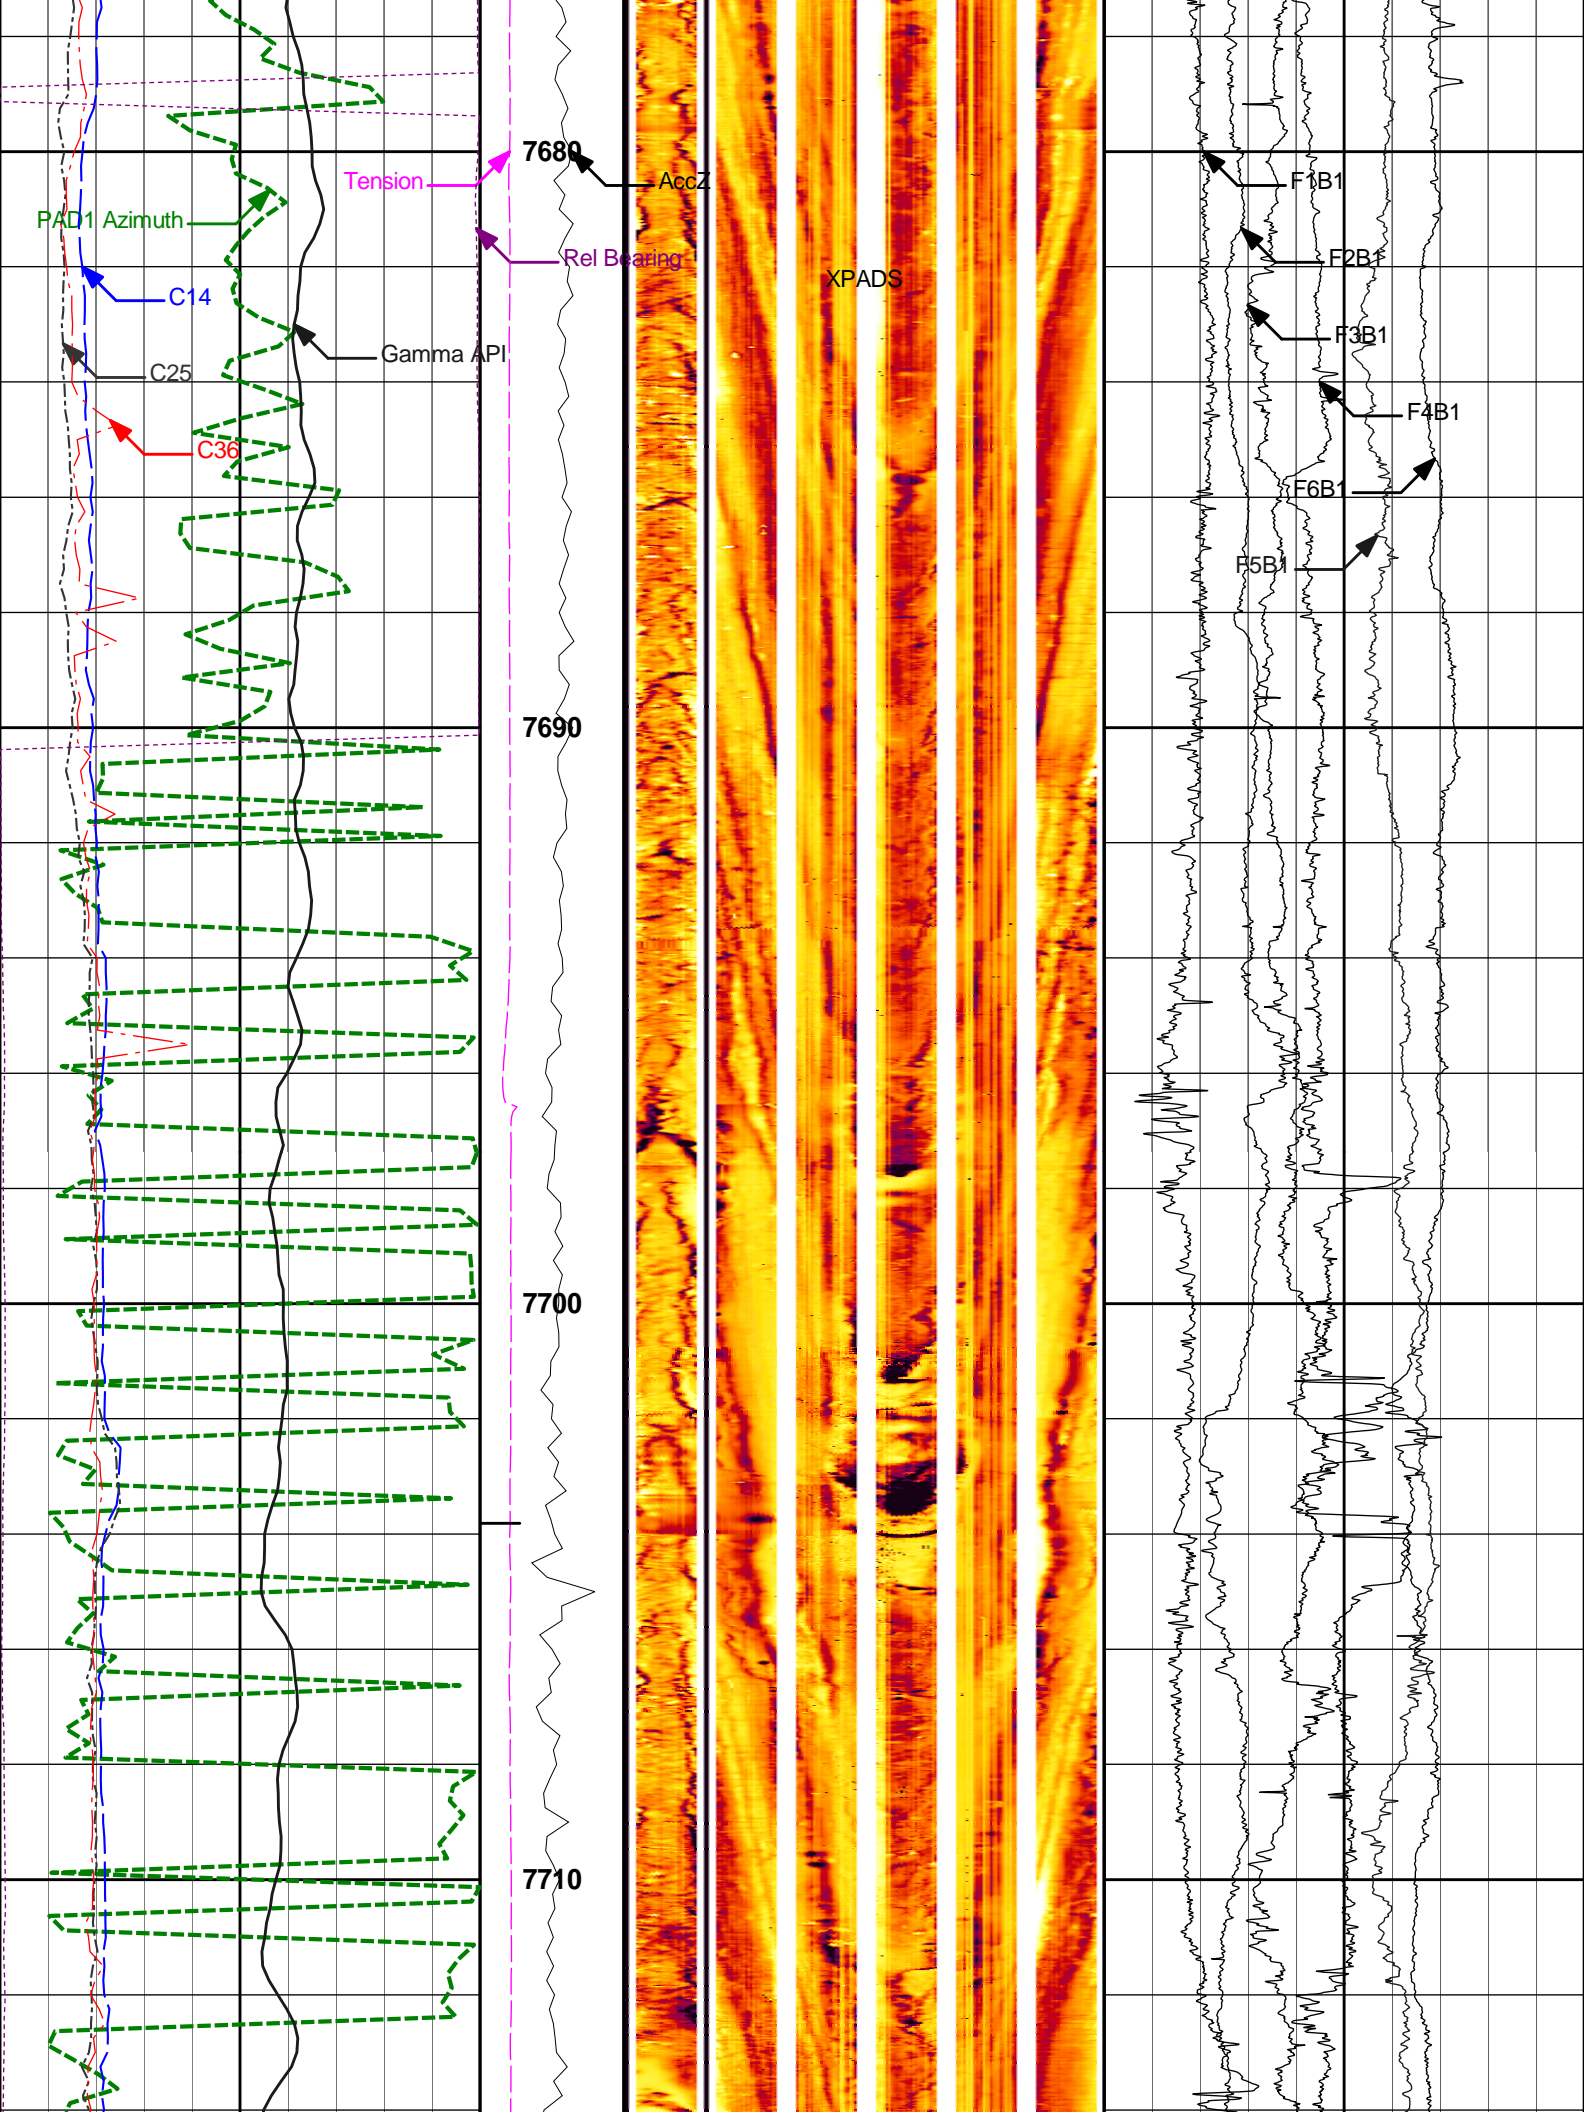 7680
Tension
AccZ
F1B1
PAD1 Azimuth
Rel Bearing
F2B1
XPADS
C14
F3B1
Gamma API
C25
F4B1
C36
F6B1
F5B1
7690
7700
7710